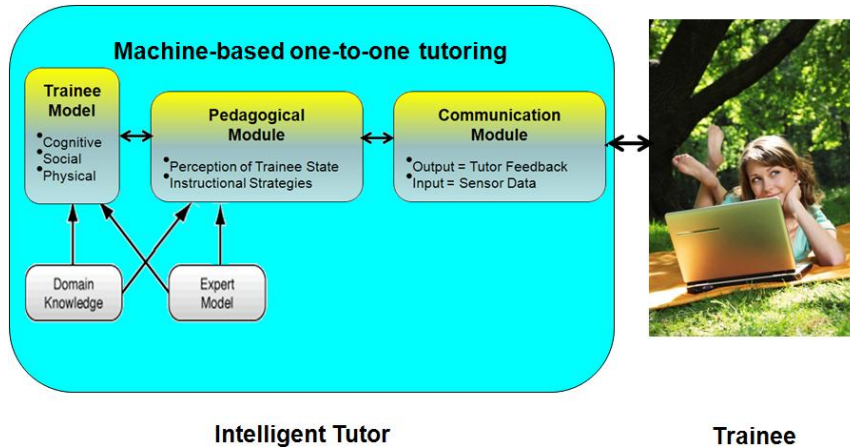 Machine-based one-to-one tutoring
Trainee
Model
•Cognitive
•Social
•Physical
Pedagogical
Module
•Perception of Trainee State
•Instructional Strategies
Communication
Module
•Output = Tutor Feedback
•Input = Sensor Data
Domain
Knowledge
Expert
Model
Intelligent Tutor
Trainee